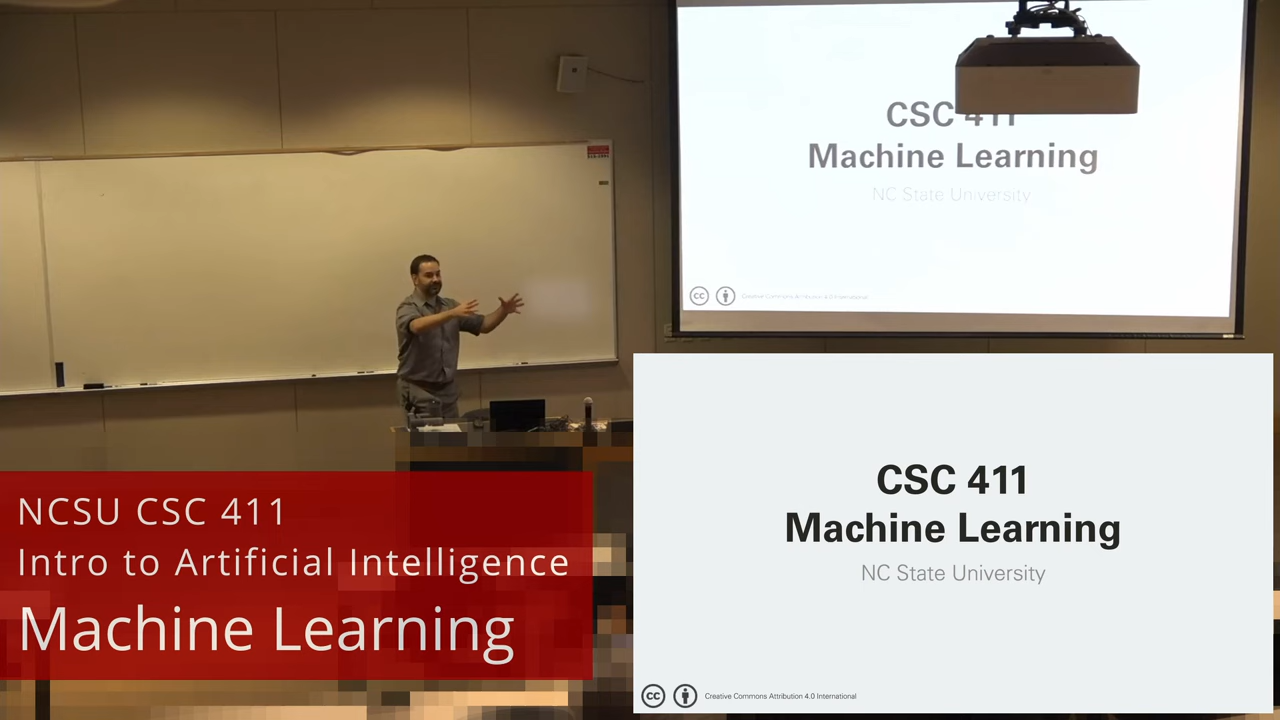 CSC 411
Machine Learning
NC State University
NCSU CSC 411
Intro to Artificial Intelligence
Machine Learning
CSC 411
Machine Learning
NC State University
cc Creative Commons Attribution 4.0 International